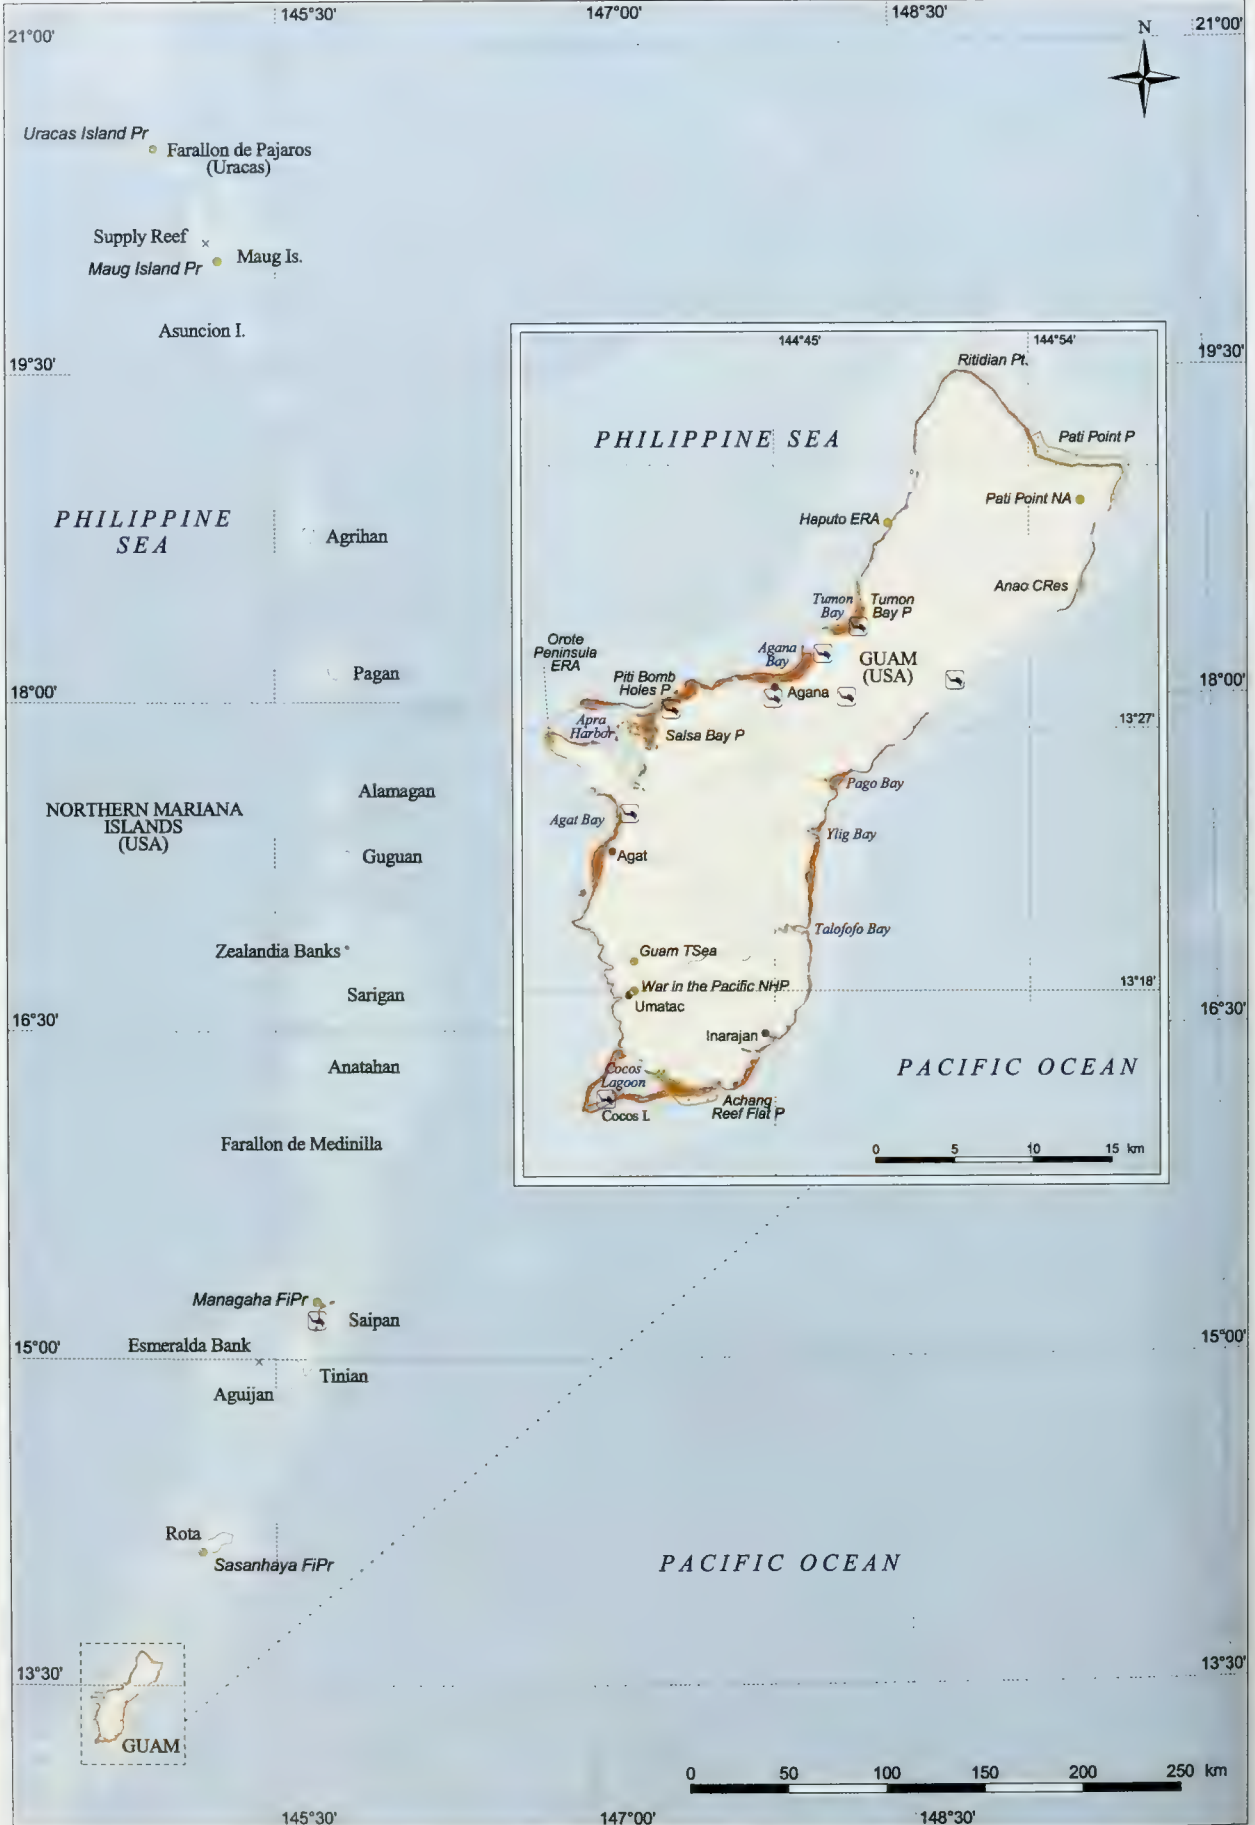 145°30'
147°00'
148°30'
21°00'
21°00'
N
Uracas Island Pr
Farallon de Pajaros
(Uracas)
Supply Reef
Maug Island Pr
Maug Is.
Asuncion I.
19°30'
19°30'
PHILIPPINE
SEA
Agrihan
Pagan
18°00'
18°00'
Alamagan
NORTHERN MARIANA
ISLANDS
(USA)
Guguan
Zealandia Banks
Sarigan
16°30'
16°30'
Anatahan
Farallon de Medinilla
Managaha FiPr
Saipan
15°00'
15°00'
Esmeralda Bank
Tinian
Aguijan
Rota
Sasanhaya FiPr
PACIFIC OCEAN
13°30'
13°30'
GUAM
0 50 100 150 200 250 km
145°30'
147°00'
148°30'
144°45'
144°54'
Ritidian Pt.
PHILIPPINE SEA
Pati Point P
Pati Point NA
Haputo ERA
Anao CRes
Tumon
Bay
Tumon
Bay P
Orote
Peninsula
ERA
Agana
Bay
GUAM
(USA)
Piti Bomb
Holes P
Agana
Apra
Harbor
Sasa Bay P
13°27'
Pago Bay
Agat Bay
Ylig Bay
Agat
Talofofo Bay
Guam TSea
War in the Pacific NHP
13°18'
Umatac
Inarajan
Cocos
Lagoon
PACIFIC OCEAN
Cocos I.
Achang
Reef Flat P
0 5 10 15 km